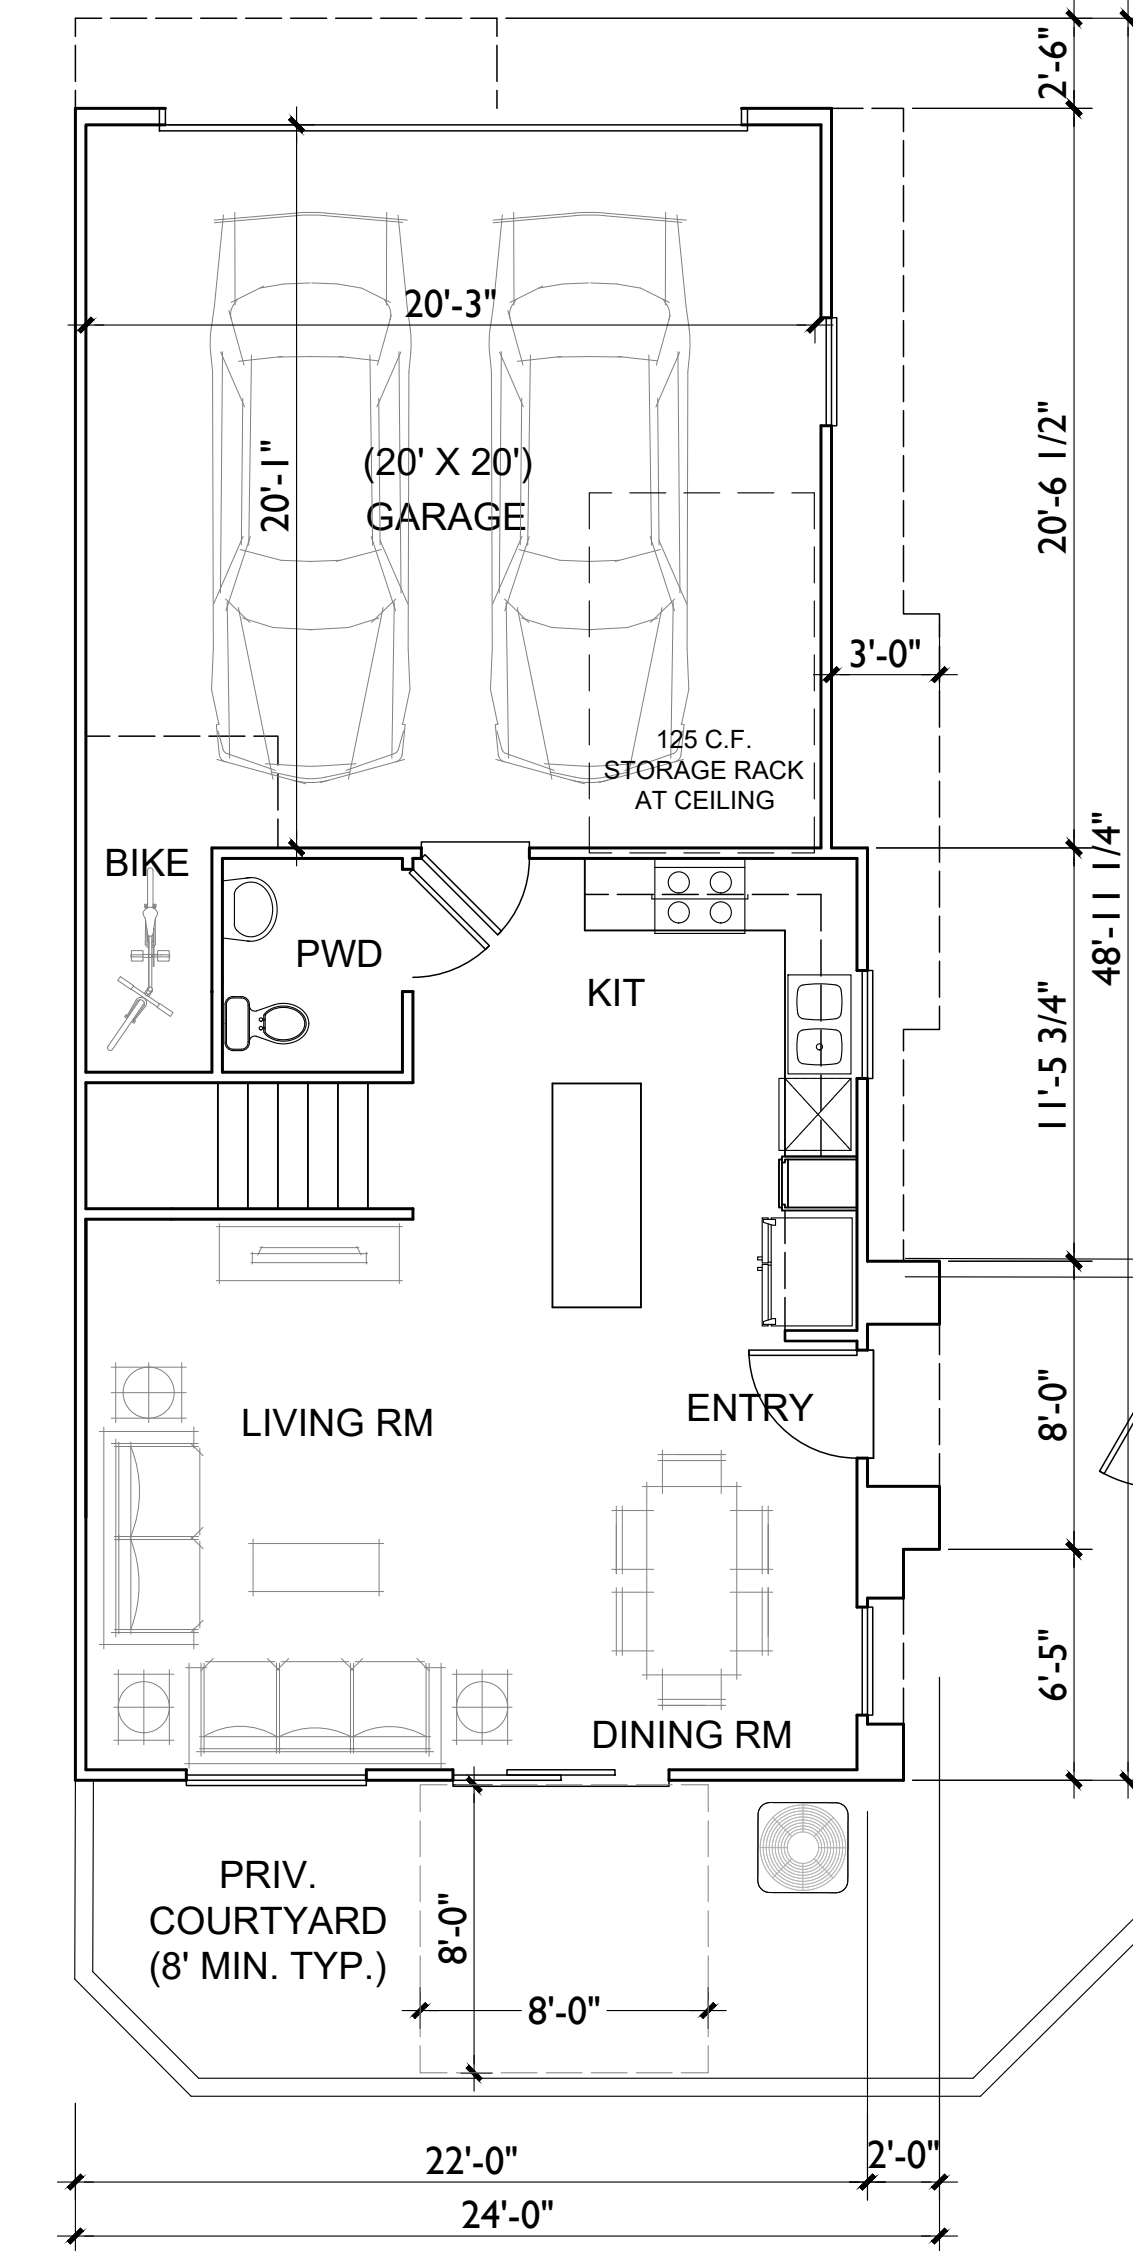 2'-6"
20'-3"
(20' X 20')
GARAGE
20'-1"
20'-6 1/2"
3'-0"
125 C.F.
STORAGE RACK
AT CEILING
BIKE
PWD
KIT
48'-11 1/4"
11'-5 3/4"
LIVING RM
ENTRY
8'-0"
6'-5"
DINING RM
PRIV.
COURTYARD
(8' MIN. TYP.)
8'-0"
8'-0"
22'-0"
2'-0"
24'-0"